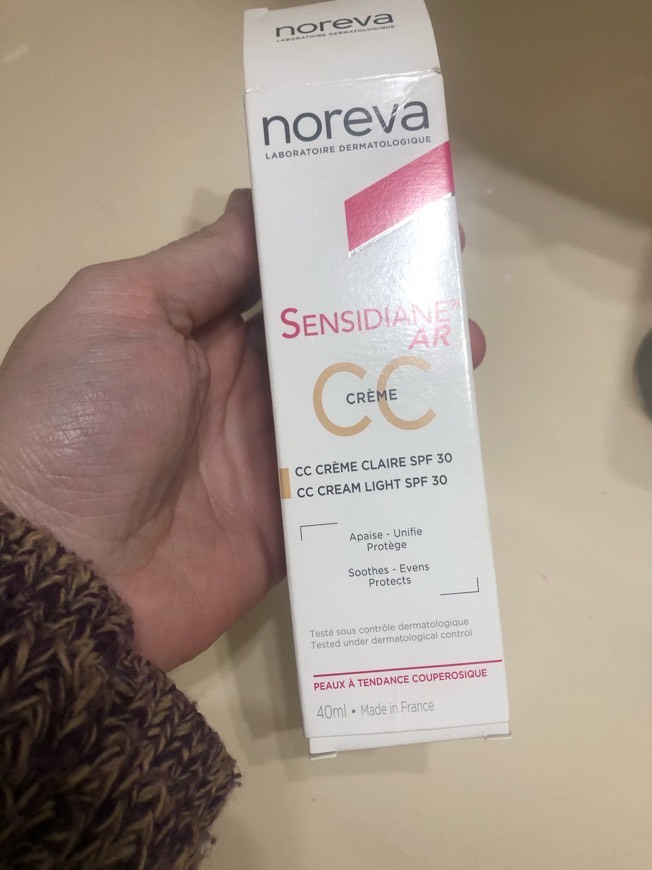 noreva
LABORATOIRE DERMATOLOGIQUE
noreva
LABORATOIRE DERMATOLOGIQUE
SENSIDIANE™
AR
CC
CRÈME
CC CRÈME CLAIRE SPF 30
CC CREAM LIGHT SPF 30
Apaise - Unifie
Protège
Soothes - Evens
Protects
Testé sous contrôle dermatologique
Tested under dermatological control
PEAUX À TENDANCE COUPEROSIQUE
40ml • Made in France